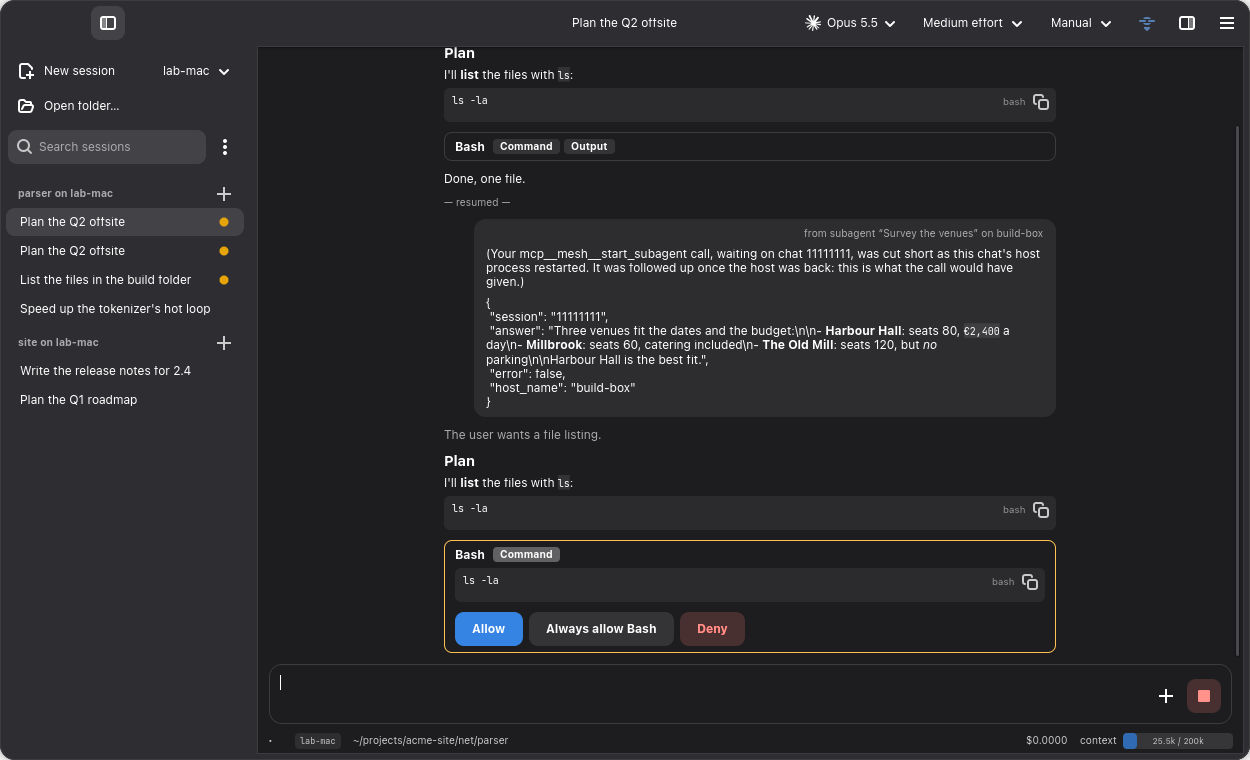 Plan the Q2 offsite
Opus 5.5
Medium effort
Manual
New session
lab-mac
Open folder...
Search sessions
parser on lab-mac
Plan the Q2 offsite
Plan the Q2 offsite
List the files in the build folder
Speed up the tokenizer's hot loop
site on lab-mac
Write the release notes for 2.4
Plan the Q1 roadmap
Plan
I'll list the files with ls:
ls -la
bash
Bash Command Output
Done, one file.
— resumed —
from subagent “Survey the venues” on build-box
(Your mcp__mesh__start_subagent call, waiting on chat 11111111, was cut short as this chat's host
process restarted. It was followed up once the host was back: this is what the call would have
given.)
{
"session": "11111111",
"answer": "Three venues fit the dates and the budget:\n\n- Harbour Hall: seats 80, €2,400 a
day\n- Millbrook: seats 60, catering included\n- The Old Mill: seats 120, but no
parking\n\nHarbour Hall is the best fit.",
"error": false,
"host_name": "build-box"
}
The user wants a file listing.
Plan
I'll list the files with ls:
ls -la
bash
Bash Command
ls -la
bash
Allow
Always allow Bash
Deny
lab-mac
~/projects/acme-site/net/parser
$0.0000
context
25.5k / 200k